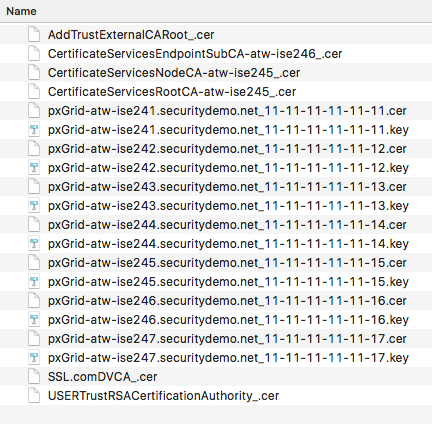 Name
AddTrustExternalCARoot_.cer
CertificateServicesEndpointSubCA-atw-ise246_.cer
CertificateServicesNodeCA-atw-ise245_.cer
CertificateServicesRootCA-atw-ise245_.cer
pxGrid-atw-ise241.securitydemo.net_11-11-11-11-11-11.cer
pxGrid-atw-ise241.securitydemo.net_11-11-11-11-11-11.key
pxGrid-atw-ise242.securitydemo.net_11-11-11-11-11-12.cer
pxGrid-atw-ise242.securitydemo.net_11-11-11-11-11-12.key
pxGrid-atw-ise243.securitydemo.net_11-11-11-11-11-13.cer
pxGrid-atw-ise243.securitydemo.net_11-11-11-11-11-13.key
pxGrid-atw-ise244.securitydemo.net_11-11-11-11-11-14.cer
pxGrid-atw-ise244.securitydemo.net_11-11-11-11-11-14.key
pxGrid-atw-ise245.securitydemo.net_11-11-11-11-11-15.cer
pxGrid-atw-ise245.securitydemo.net_11-11-11-11-11-15.key
pxGrid-atw-ise246.securitydemo.net_11-11-11-11-11-16.cer
pxGrid-atw-ise246.securitydemo.net_11-11-11-11-11-16.key
pxGrid-atw-ise247.securitydemo.net_11-11-11-11-11-17.cer
pxGrid-atw-ise247.securitydemo.net_11-11-11-11-11-17.key
SSL.comDVCA_.cer
USERTrustRSACertificationAuthority_.cer